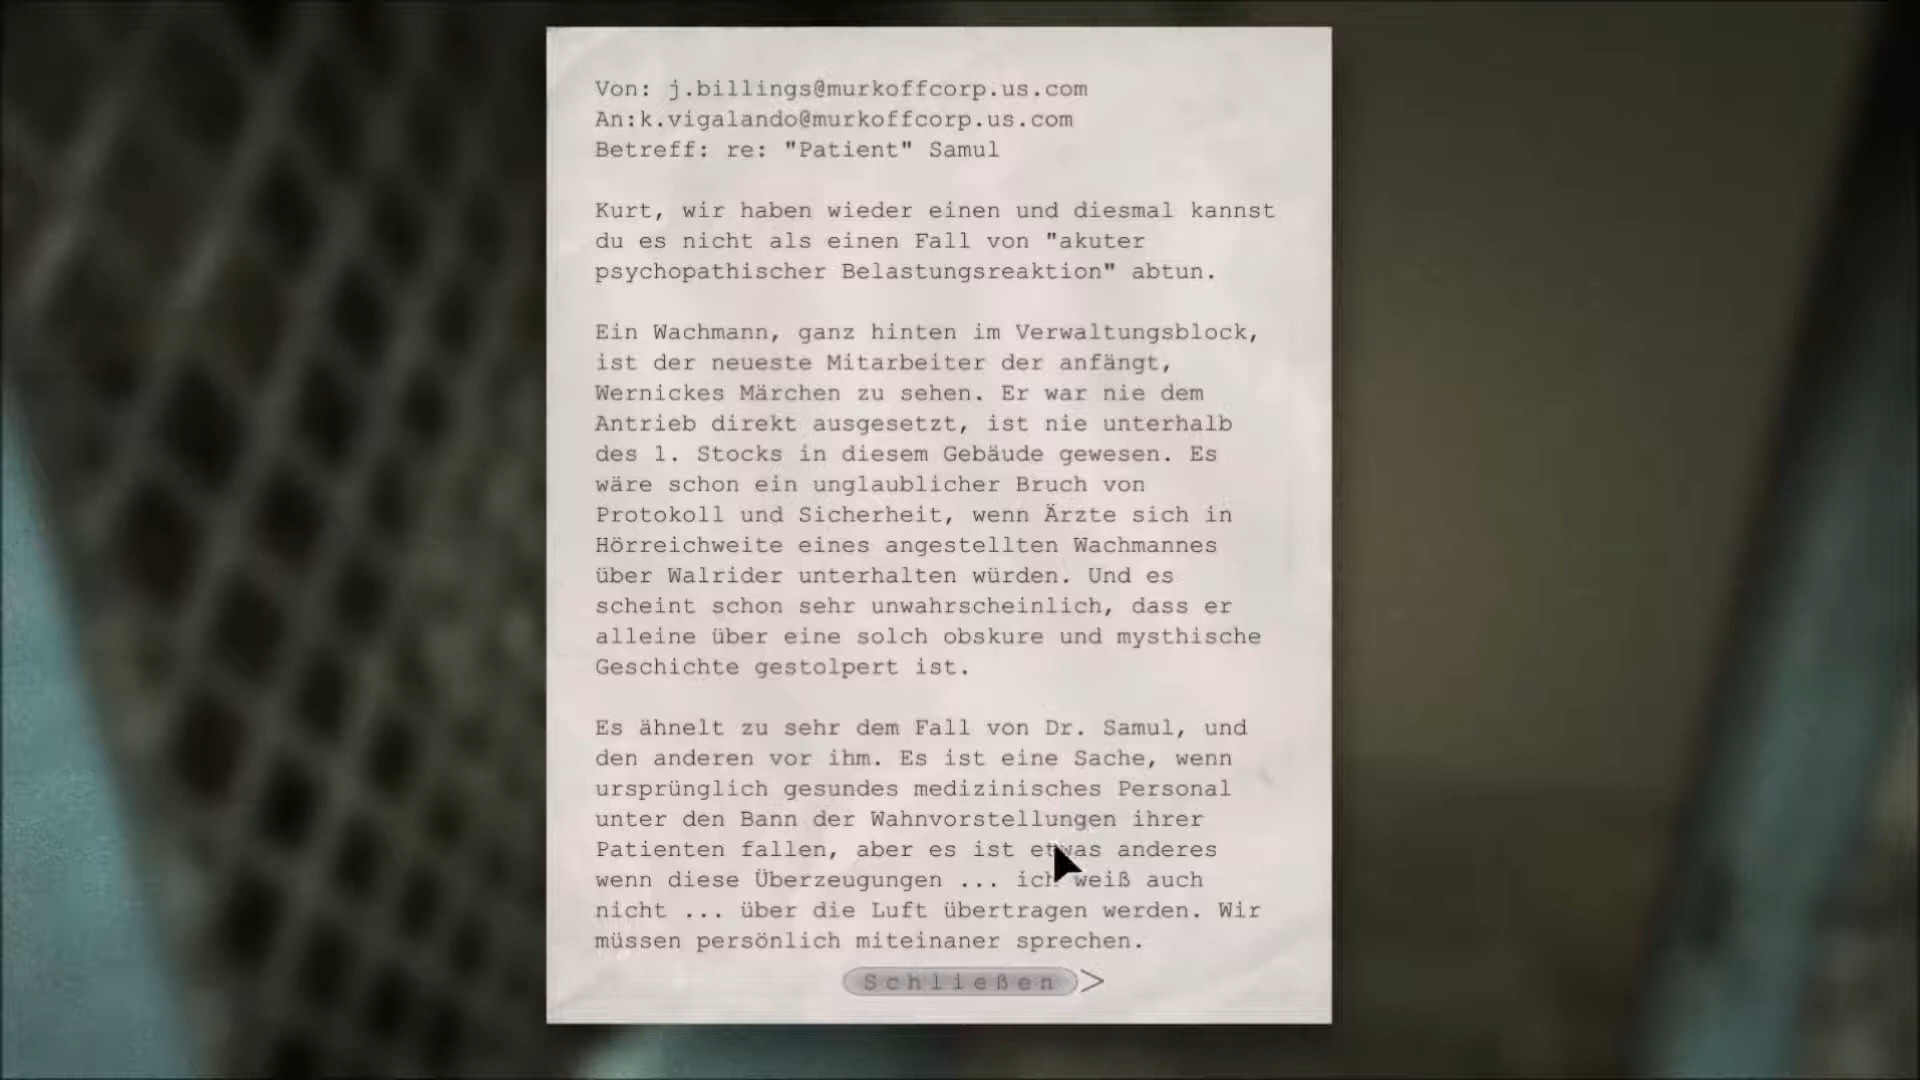 Von: j.billings@murkoffcorp.us.com
An:k.vigalando@murkoffcorp.us.com
Betreff: re: "Patient" Samul
Kurt, wir haben wieder einen und diesmal kannst
du es nicht als einen Fall von "akuter
psychopathischer Belastungsreaktion" abtun.
Ein Wachmann, ganz hinten im Verwaltungsblock,
ist der neueste Mitarbeiter der anfängt,
Wernickes Märchen zu sehen. Er war nie dem
Antrieb direkt ausgesetzt, ist nie unterhalb
des 1. Stocks in diesem Gebäude gewesen. Es
wäre schon ein unglaublicher Bruch von
Protokoll und Sicherheit, wenn Ärzte sich in
Hörreichweite eines angestellten Wachmannes
über Walrider unterhalten würden. Und es
scheint schon sehr unwahrscheinlich, dass er
alleine über eine solch obskure und mysthische
Geschichte gestolpert ist.
Es ähnelt zu sehr dem Fall von Dr. Samul, und
den anderen vor ihm. Es ist eine Sache, wenn
ursprünglich gesundes medizinisches Personal
unter den Bann der Wahnvorstellungen ihrer
Patienten fallen, aber es ist etwas anderes
wenn diese Überzeugungen ... ich weiß auch
nicht ... über die Luft übertragen werden. Wir
müssen persönlich miteinaner sprechen.
Schließen >